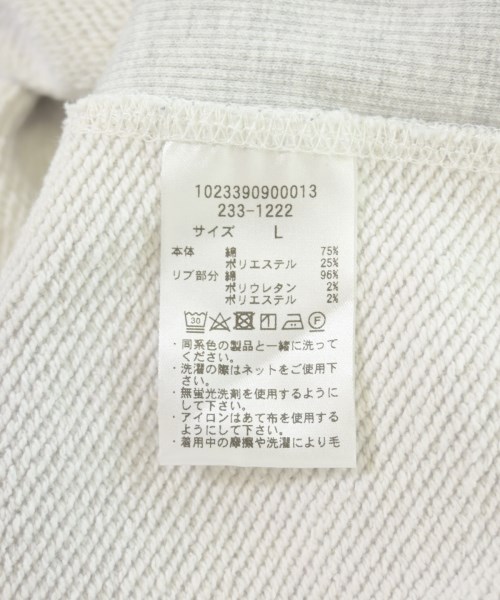 1023390900013
233-1222
サイズ L
本体 綿 75%
ポリエステル 25%
リブ部分 綿 96%
ポリウレタン 2%
ポリエステル 2%
30 F
・同系色の製品と一緒に洗って
ください。
・洗濯の際はネットをご使用下
さい。
・無蛍光洗剤を使用するように
して下さい。
・アイロンはあて布を使用する
ようにして下さい。
・着用中の摩擦や洗濯により毛